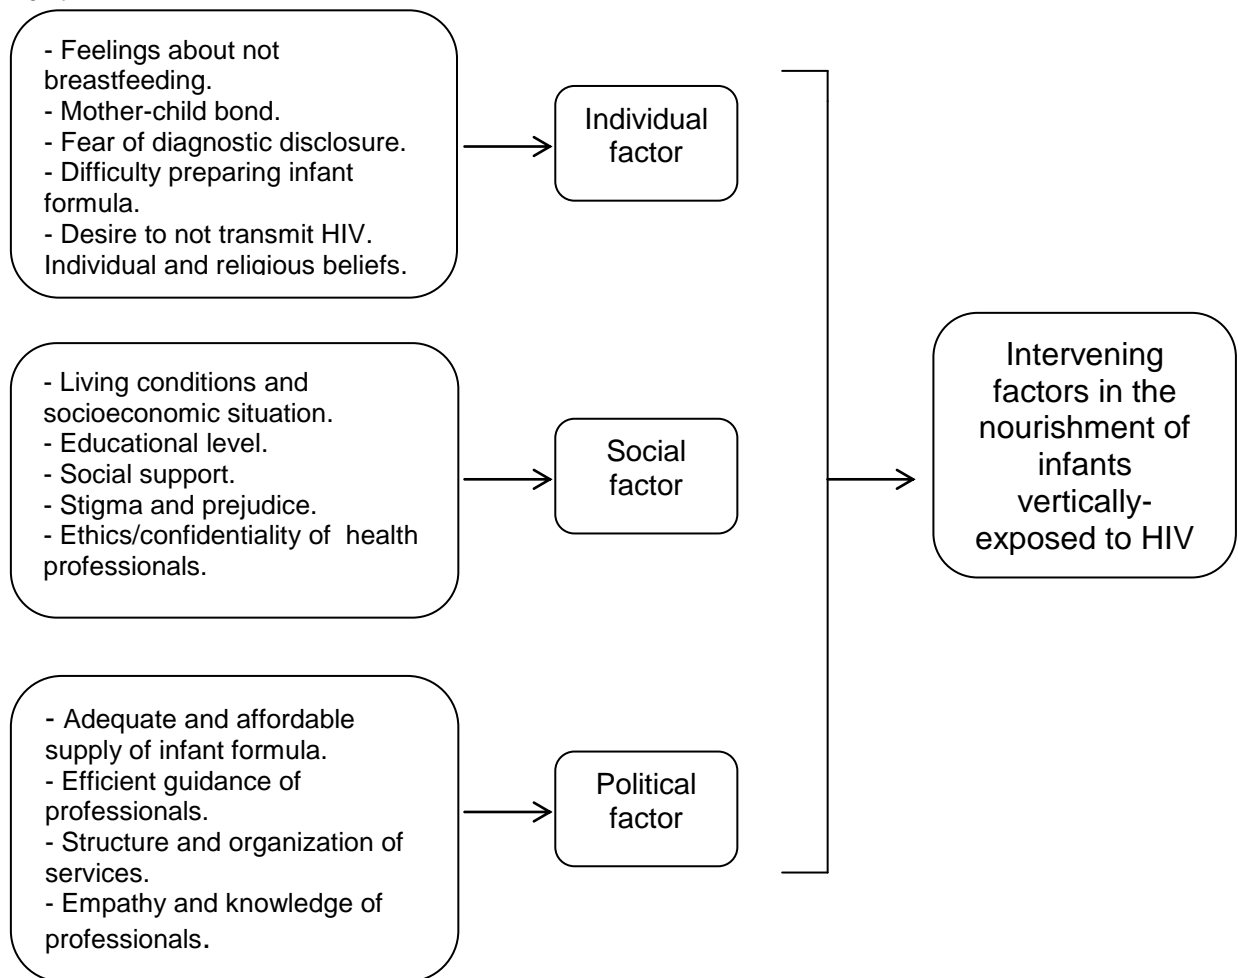 - Feelings about not
breastfeeding.
- Mother-child bond.
- Fear of diagnostic disclosure.
- Difficulty preparing infant
formula.
- Desire to not transmit HIV.
Individual and religious beliefs.
Individual
factor
- Living conditions and
socioeconomic situation.
- Educational level.
- Social support.
- Stigma and prejudice.
- Ethics/confidentiality of  health
professionals.
Social
factor
- Adequate and affordable
supply of infant formula.
- Efficient guidance of
professionals.
- Structure and organization of
services.
- Empathy and knowledge of
professionals.
Political
factor
Intervening
factors in the
nourishment of
infants
vertically-
exposed to HIV